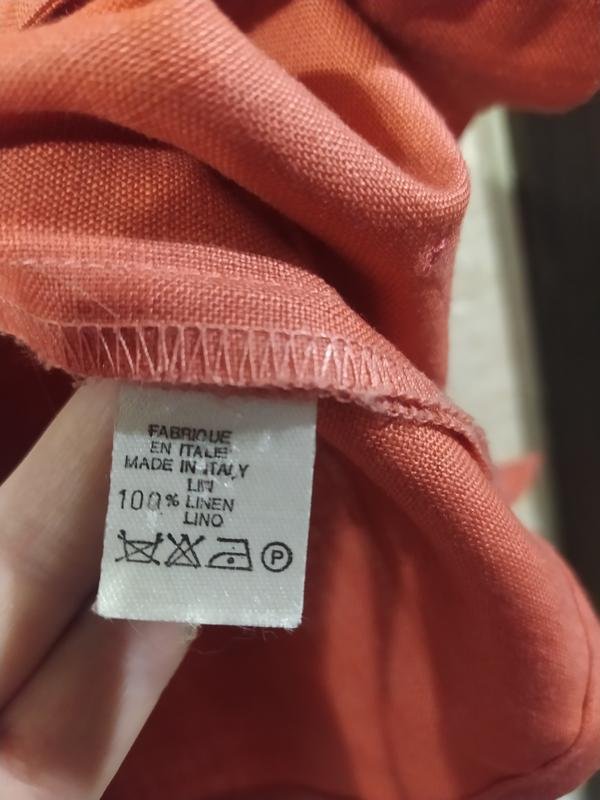 FABRIQUE
EN ITALIE
MADE IN ITALY
LIN
100% LINEN
LINO
P